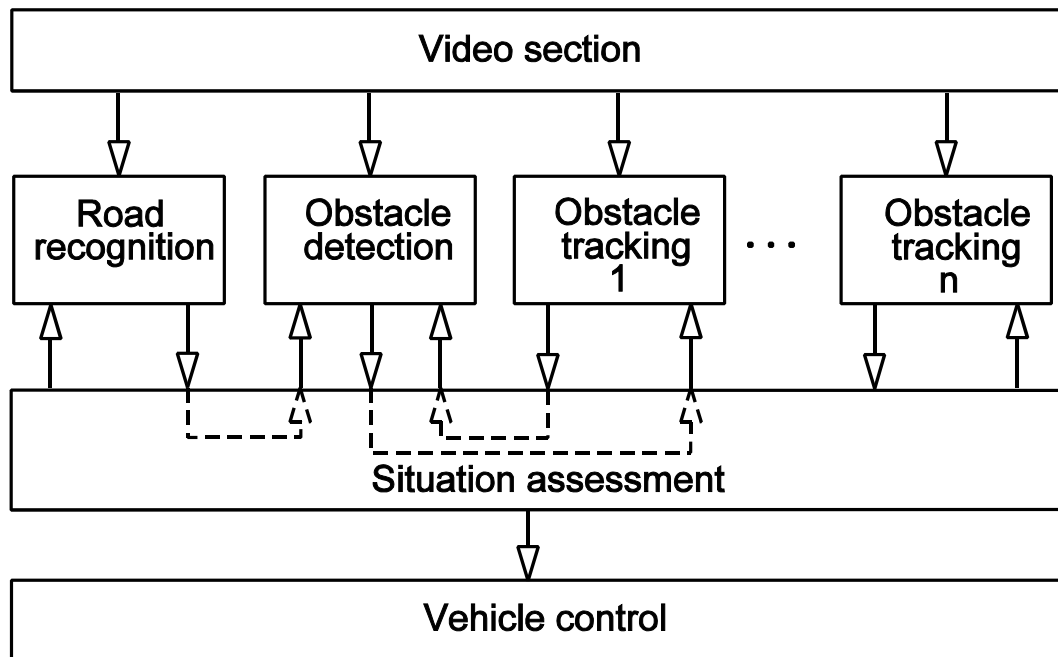 Video section
Road
recognition
Obstacle
detection
Obstacle
tracking
1
...
Obstacle
tracking
n
Situation assessment
Vehicle control